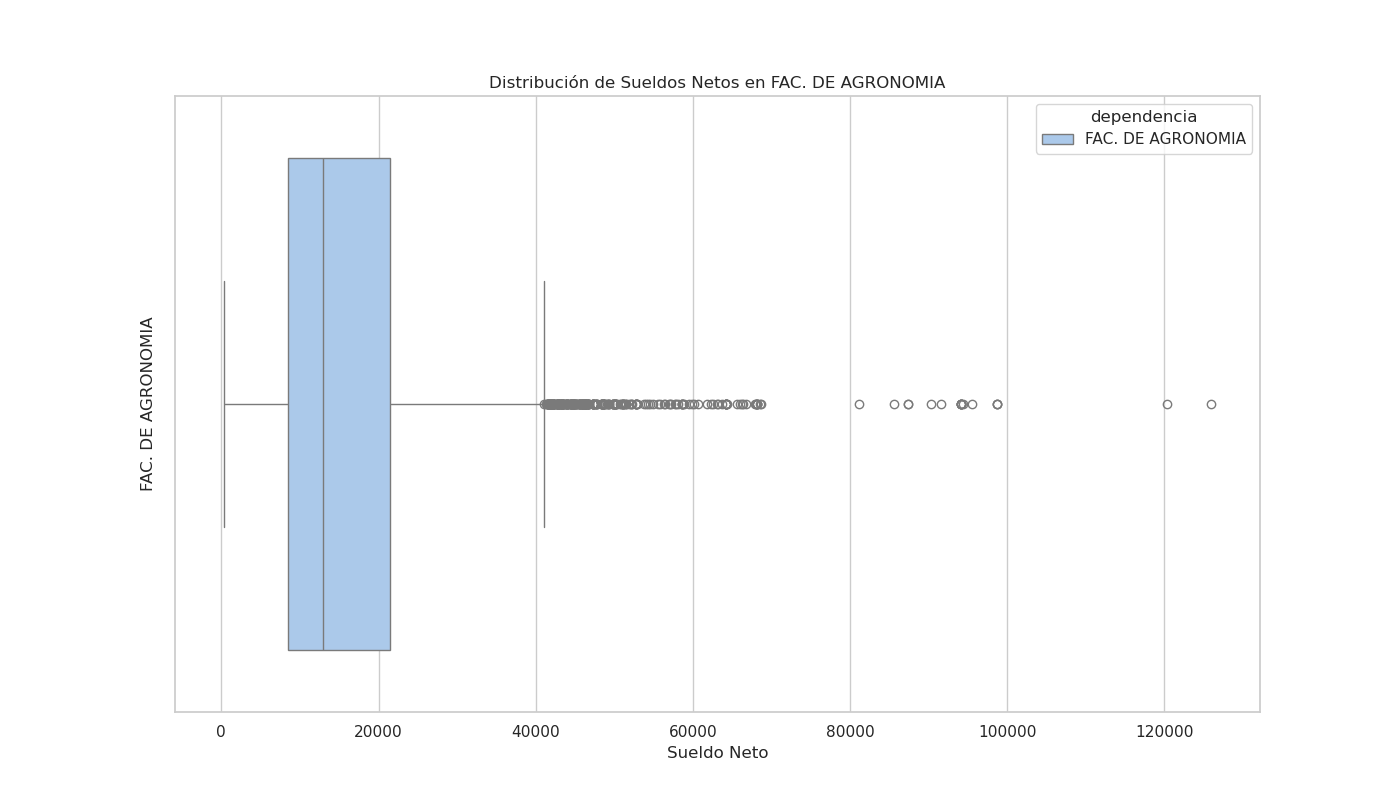 Distribución de Sueldos Netos en FAC. DE AGRONOMIA
dependencia
FAC. DE AGRONOMIA
FAC. DE AGRONOMIA
0 20000 40000 60000 80000 100000 120000
Sueldo Neto